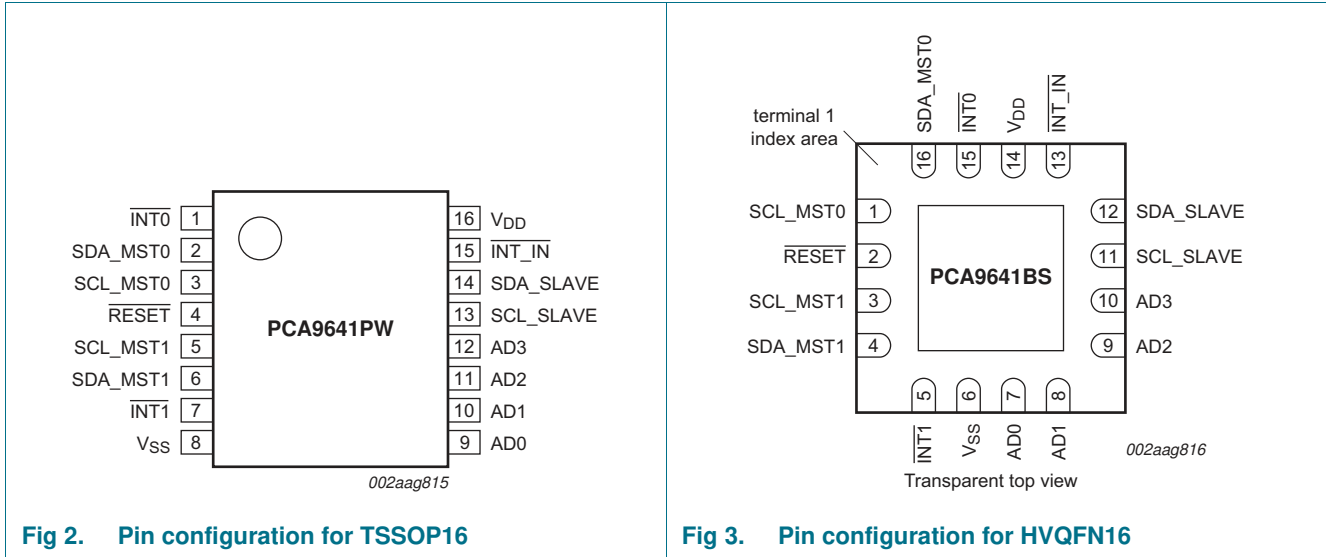 INT0 1
SDA_MST0 2
SCL_MST0 3
RESET 4
SCL_MST1 5
SDA_MST1 6
INT1 7
VSS 8
PCA9641PW
16 VDD
15 INT_IN
14 SDA_SLAVE
13 SCL_SLAVE
12 AD3
11 AD2
10 AD1
9 AD0
002aag815
Fig 2. Pin configuration for TSSOP16
terminal 1
index area
SDA_MST0
INT0
VDD
INT_IN
16 15 14 13
SCL_MST0 1
RESET 2
SCL_MST1 3
SDA_MST1 4
PCA9641BS
12 SDA_SLAVE
11 SCL_SLAVE
10 AD3
9 AD2
5 6 7 8
INT1
VSS
AD0
AD1
002aag816
Transparent top view
Fig 3. Pin configuration for HVQFN16